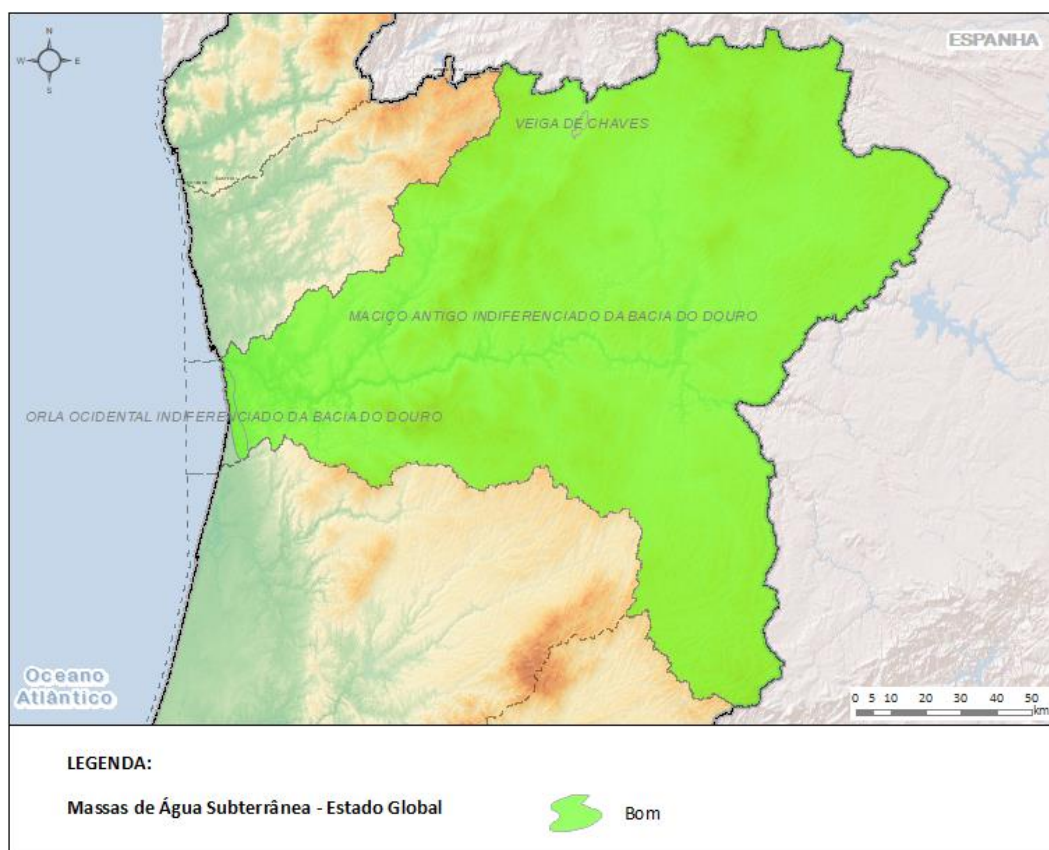 N
W
E
S
ESPANHA
VEIGA DE CHAVES
MACIÇO ANTIGO INDIFERENCIADO DA BACIA DO DOURO
ORLA OCIDENTAL INDIFERENCIADO DA BACIA DO DOURO
Oceano
Atlântico
0 5 10 20 30 40 50
km
LEGENDA:
Massas de Água Subterrânea - Estado Global
Bom